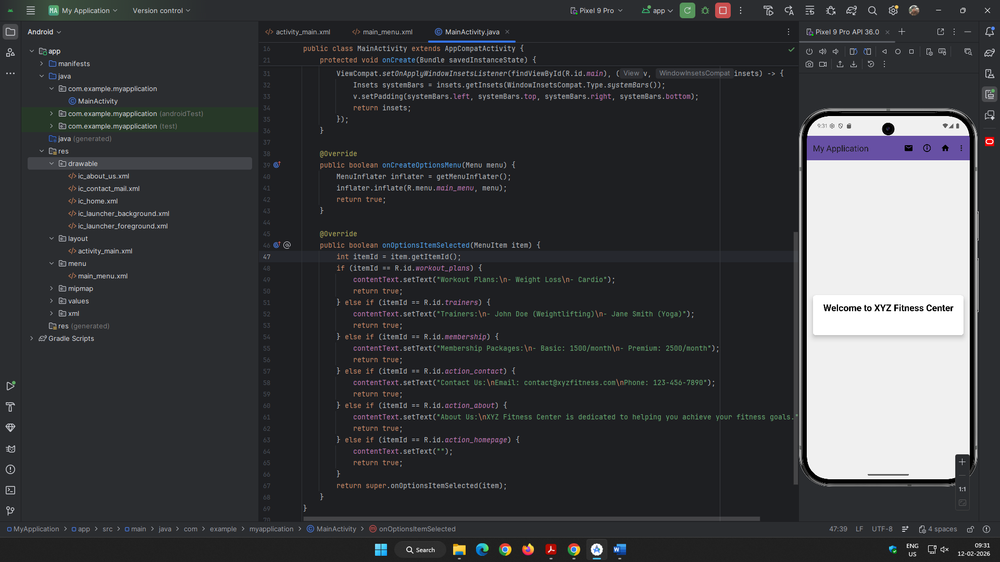 MA My Application
Version control
Pixel 9 Pro
app
Android
activity_main.xml
main_menu.xml
MainActivity.java
Pixel 9 Pro API 36.0
app
manifests
java
com.example.myapplication
MainActivity
com.example.myapplication (androidTest)
com.example.myapplication (test)
java (generated)
res
drawable
ic_about_us.xml
ic_contact_mail.xml
ic_home.xml
ic_launcher_background.xml
ic_launcher_foreground.xml
layout
activity_main.xml
menu
main_menu.xml
mipmap
values
xml
res (generated)
Gradle Scripts
16 public class MainActivity extends AppCompatActivity {
21 protected void onCreate(Bundle savedInstanceState) {
31 ViewCompat.setOnApplyWindowInsetsListener(findViewById(R.id.main), ( View v, WindowInsetsCompat insets) -> {
32 Insets systemBars = insets.getInsets(WindowInsetsCompat.Type.systemBars());
33 v.setPadding(systemBars.left, systemBars.top, systemBars.right, systemBars.bottom);
34 return insets;
35 });
36 }
37
38 @Override
39 public boolean onCreateOptionsMenu(Menu menu) {
40 MenuInflater inflater = getMenuInflater();
41 inflater.inflate(R.menu.main_menu, menu);
42 return true;
43 }
44
45 @Override
46 @ public boolean onOptionsItemSelected(MenuItem item) {
47 int itemId = item.getItemId();
48 if (itemId == R.id.workout_plans) {
49 contentText.setText("Workout Plans:\n- Weight Loss\n- Cardio");
50 return true;
51 } else if (itemId == R.id.trainers) {
52 contentText.setText("Trainers:\n- John Doe (Weightlifting)\n- Jane Smith (Yoga)");
53 return true;
54 } else if (itemId == R.id.membership) {
55 contentText.setText("Membership Packages:\n- Basic: 1500/month\n- Premium: 2500/month");
56 return true;
57 } else if (itemId == R.id.action_contact) {
58 contentText.setText("Contact Us:\nEmail: contact@xyzfitness.com\nPhone: 123-456-7890");
59 return true;
60 } else if (itemId == R.id.action_about) {
61 contentText.setText("About Us:\nXYZ Fitness Center is dedicated to helping you achieve your fitness goals."
62 return true;
63 } else if (itemId == R.id.action_homepage) {
64 contentText.setText("");
65 return true;
66 }
67 return super.onOptionsItemSelected(item);
68 }
69 }
70
9:31
My Application
Welcome to XYZ Fitness Center
1:1
MyApplication > app > src > main > java > com > example > myapplication > MainActivity > onOptionsItemSelected
47:39 LF UTF-8 4 spaces
Search
ENG
US
09:31
12-02-2026